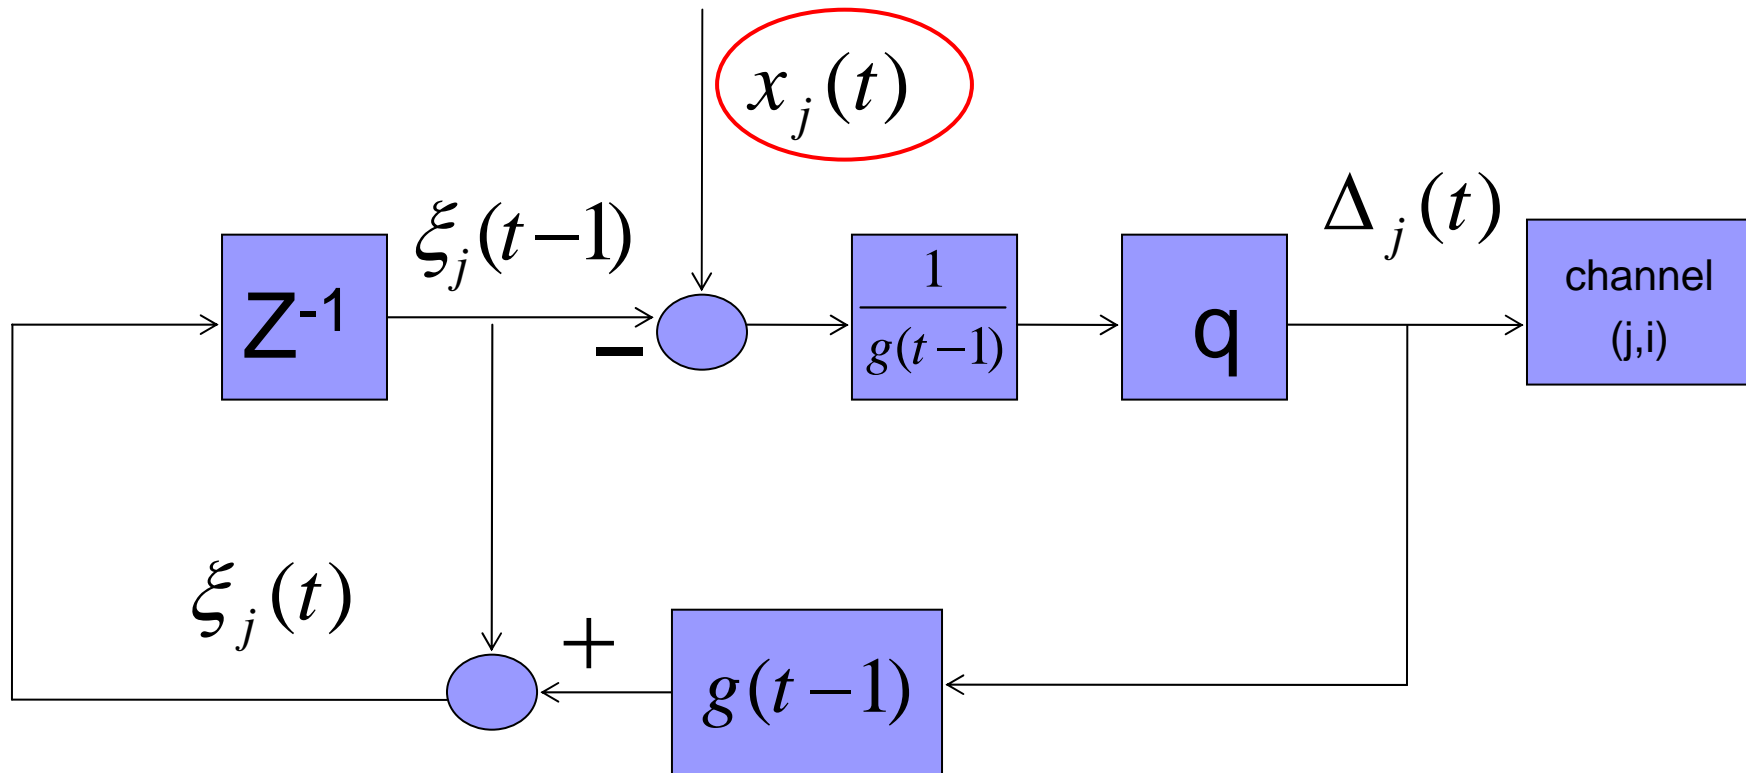 x_j(t)
Δ_j(t)
ξ_j(t−1)
Z^-1
−
1
g(t−1)
q
channel
(j,i)
ξ_j(t)
+
g(t−1)